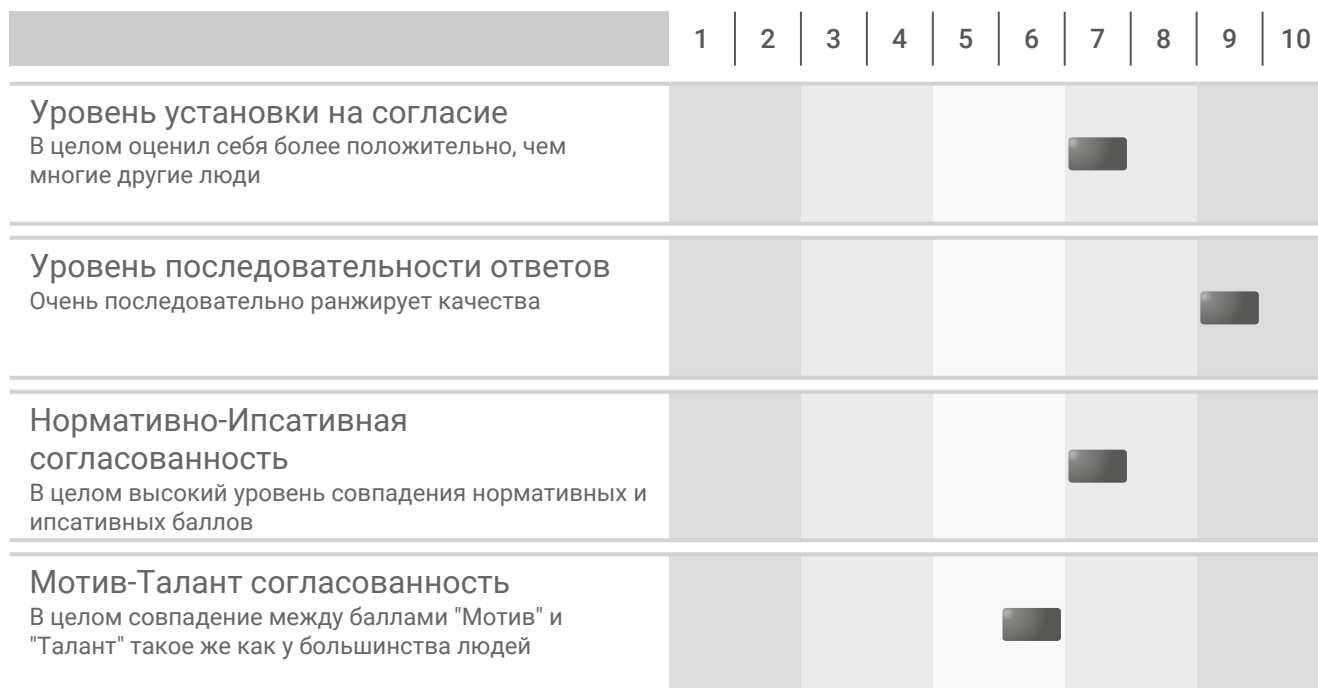 1 2 3 4 5 6 7 8 9 10
Уровень установки на согласие
В целом оценил себя более положительно, чем
многие другие люди
Уровень последовательности ответов
Очень последовательно ранжирует качества
Нормативно-Ипсативная
согласованность
В целом высокий уровень совпадения нормативных и
ипсативных баллов
Мотив-Талант согласованность
В целом совпадение между баллами "Мотив" и
"Талант" такое же как у большинства людей